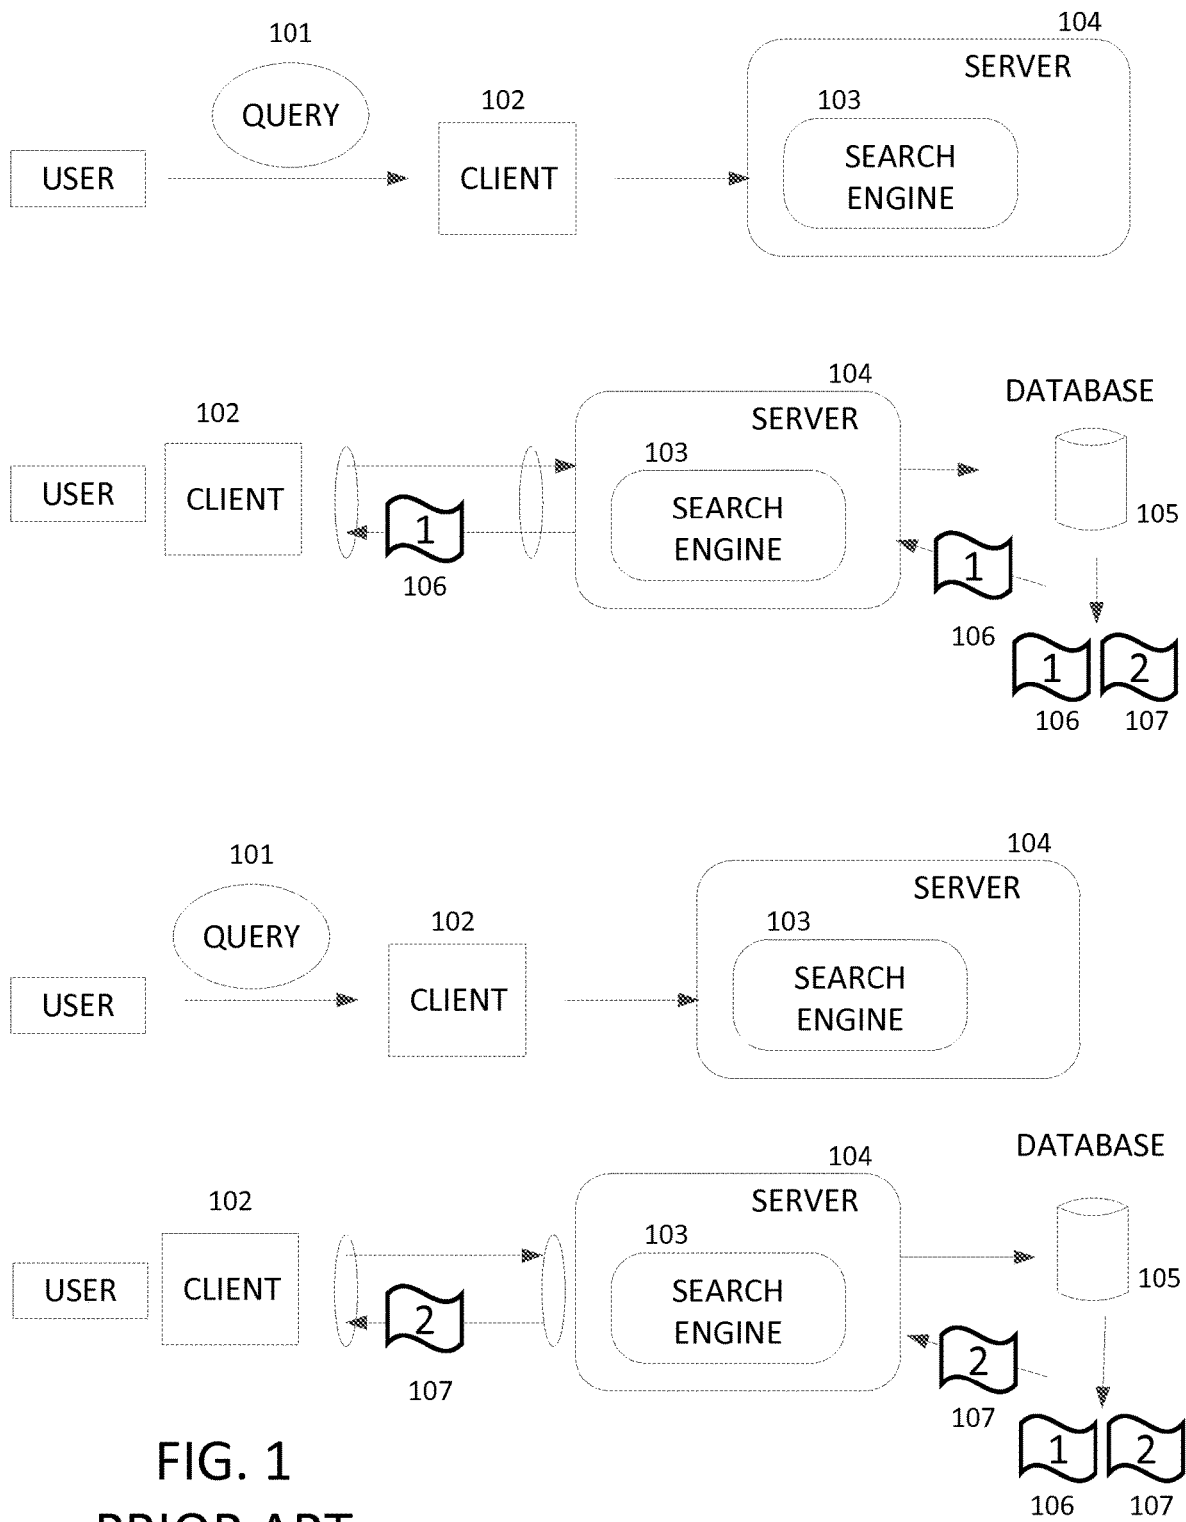 101
104
SERVER
QUERY
102
103
USER
CLIENT
SEARCH
ENGINE
104
DATABASE
102
SERVER
103
USER
CLIENT
SEARCH
ENGINE
105
1
106
1
106
1
2
106
107
101
104
SERVER
QUERY
102
103
USER
CLIENT
SEARCH
ENGINE
DATABASE
104
102
SERVER
103
USER
CLIENT
SEARCH
ENGINE
105
2
107
2
107
1
2
106
107
FIG. 1
PRIOR ART